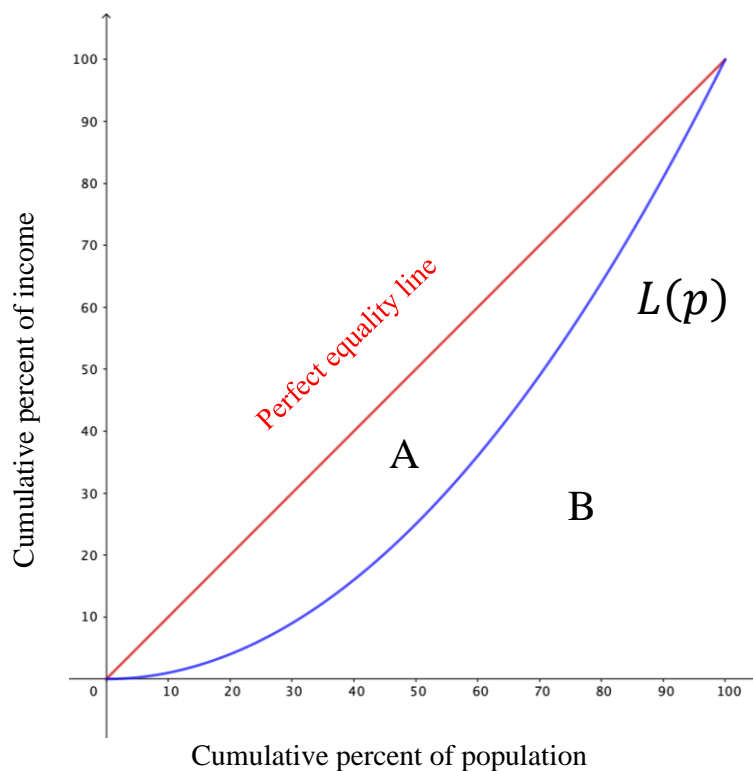 100
90
80
70
60
50
40
30
20
10
0
10 20 30 40 50 60 70 80 90 100
Cumulative percent of income
Perfect equality line
L(p)
A
B
Cumulative percent of population